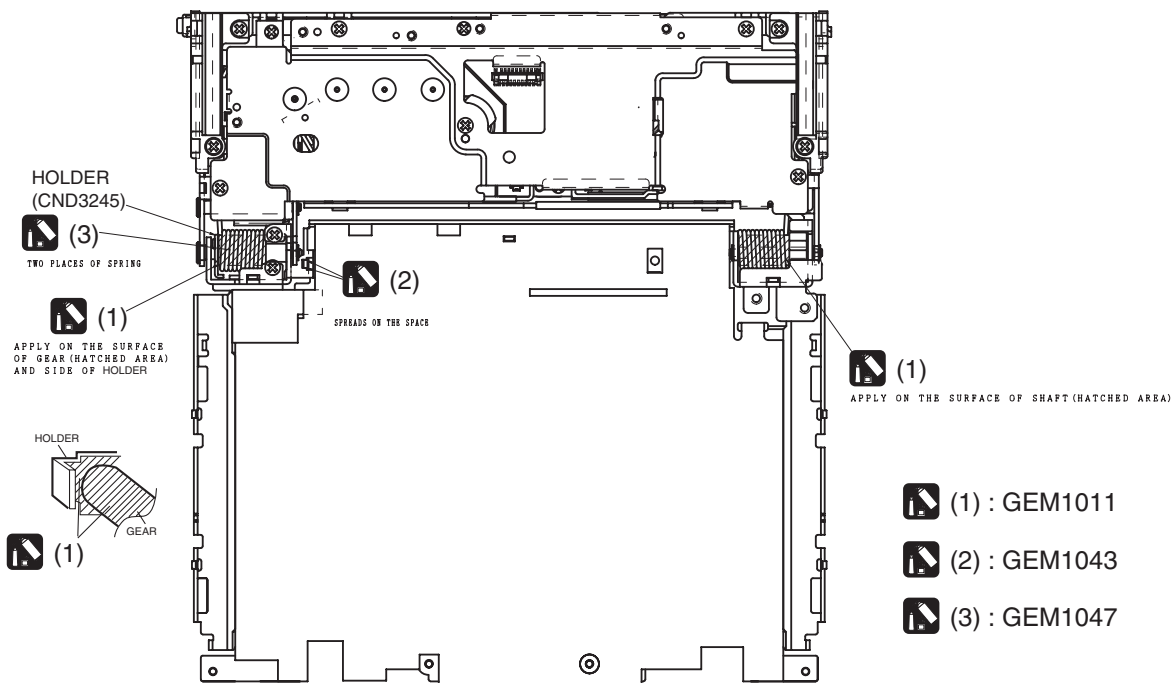 HOLDER
(CND3245)
(3)
TWO PLACES OF SPRING
(2)
SPREADS ON THE SPACE
(1)
APPLY ON THE SURFACE
OF GEAR(HATCHED AREA)
AND SIDE OF HOLDER
(1)
APPLY ON THE SURFACE OF SHAFT(HATCHED AREA)
HOLDER
GEAR
(1)
(1) : GEM1011
(2) : GEM1043
(3) : GEM1047